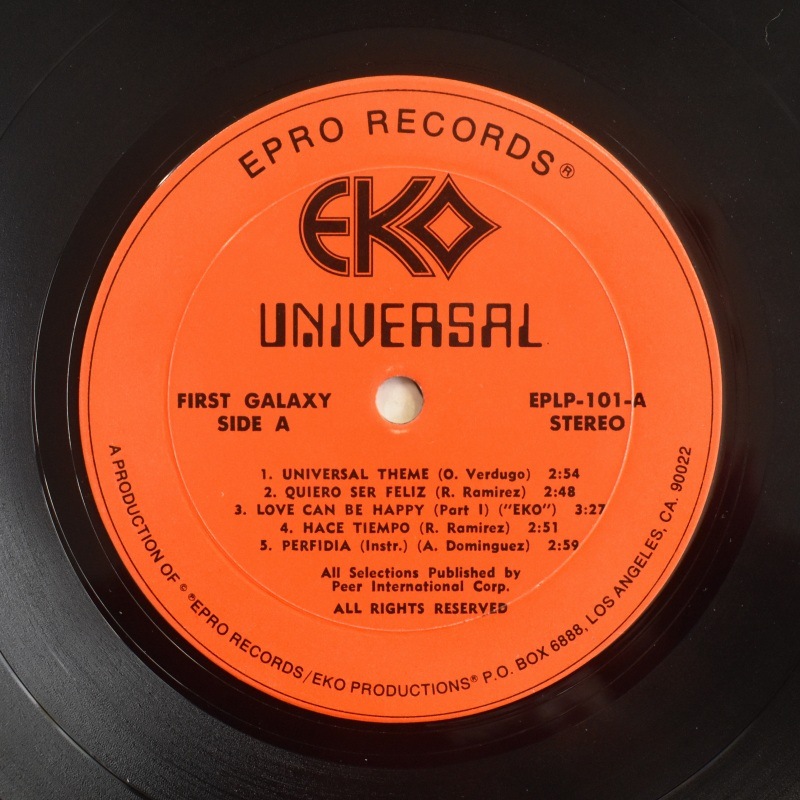 EPRO RECORDS®
EKO
UNIVERSAL
FIRST GALAXY
SIDE A
EPLP-101-A
STEREO
1. UNIVERSAL THEME (O. Verdugo) 2:54
2. QUIERO SER FELIZ (R. Ramirez) 2:48
3. LOVE CAN BE HAPPY (Part I) ("EKO") 3:27
4. HACE TIEMPO (R. Ramirez) 2:51
5. PERFIDIA (Instr.) (A. Dominguez) 2:59
All Selections Published by
Peer International Corp.
ALL RIGHTS RESERVED
A PRODUCTION OF © ℗EPRO RECORDS/EKO PRODUCTIONS® P.O. BOX 6888, LOS ANGELES, CA. 90022